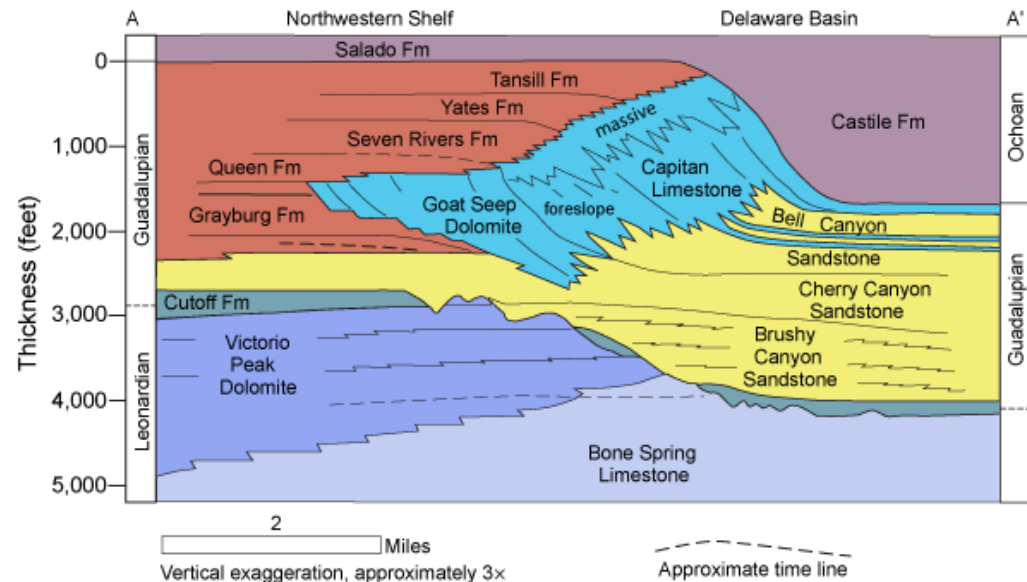 A
Northwestern Shelf
Delaware Basin
A'
Salado Fm
0
Tansill Fm
Yates Fm
massive
Castile Fm
Ochoan
1,000
Seven Rivers Fm
Queen Fm
Capitan
Limestone
Guadalupian
Goat Seep
Dolomite
foreslope
Grayburg Fm
Bell
Canyon
2,000
Sandstone
Thickness (feet)
Cutoff Fm
Cherry Canyon
Sandstone
Guadalupian
3,000
Victorio
Peak
Dolomite
Brushy
Canyon
Sandstone
4,000
Leonardian
Bone Spring
Limestone
5,000
2
Miles
Vertical exaggeration, approximately 3×
Approximate time line